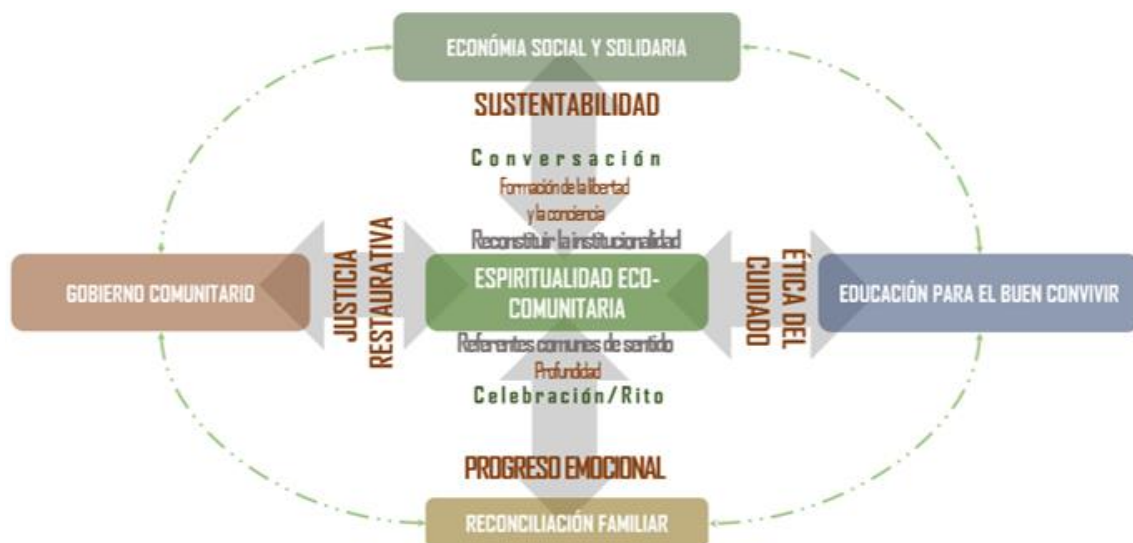 ECONÓMIA SOCIAL Y SOLIDARIA
SUSTENTABILIDAD
Conversación
Formación de la libertad
y la conciencia
Reconstituir la institucionalidad
GOBIERNO COMUNITARIO
JUSTICIA
RESTAURATIVA
ESPIRITUALIDAD ECO-
COMUNITARIA
ÉTICA DEL
CUIDADO
EDUCACIÓN PARA EL BUEN CONVIVIR
Referentes comunes de sentido
Profundidad
Celebración/Rito
PROGRESO EMOCIONAL
RECONCILIACIÓN FAMILIAR